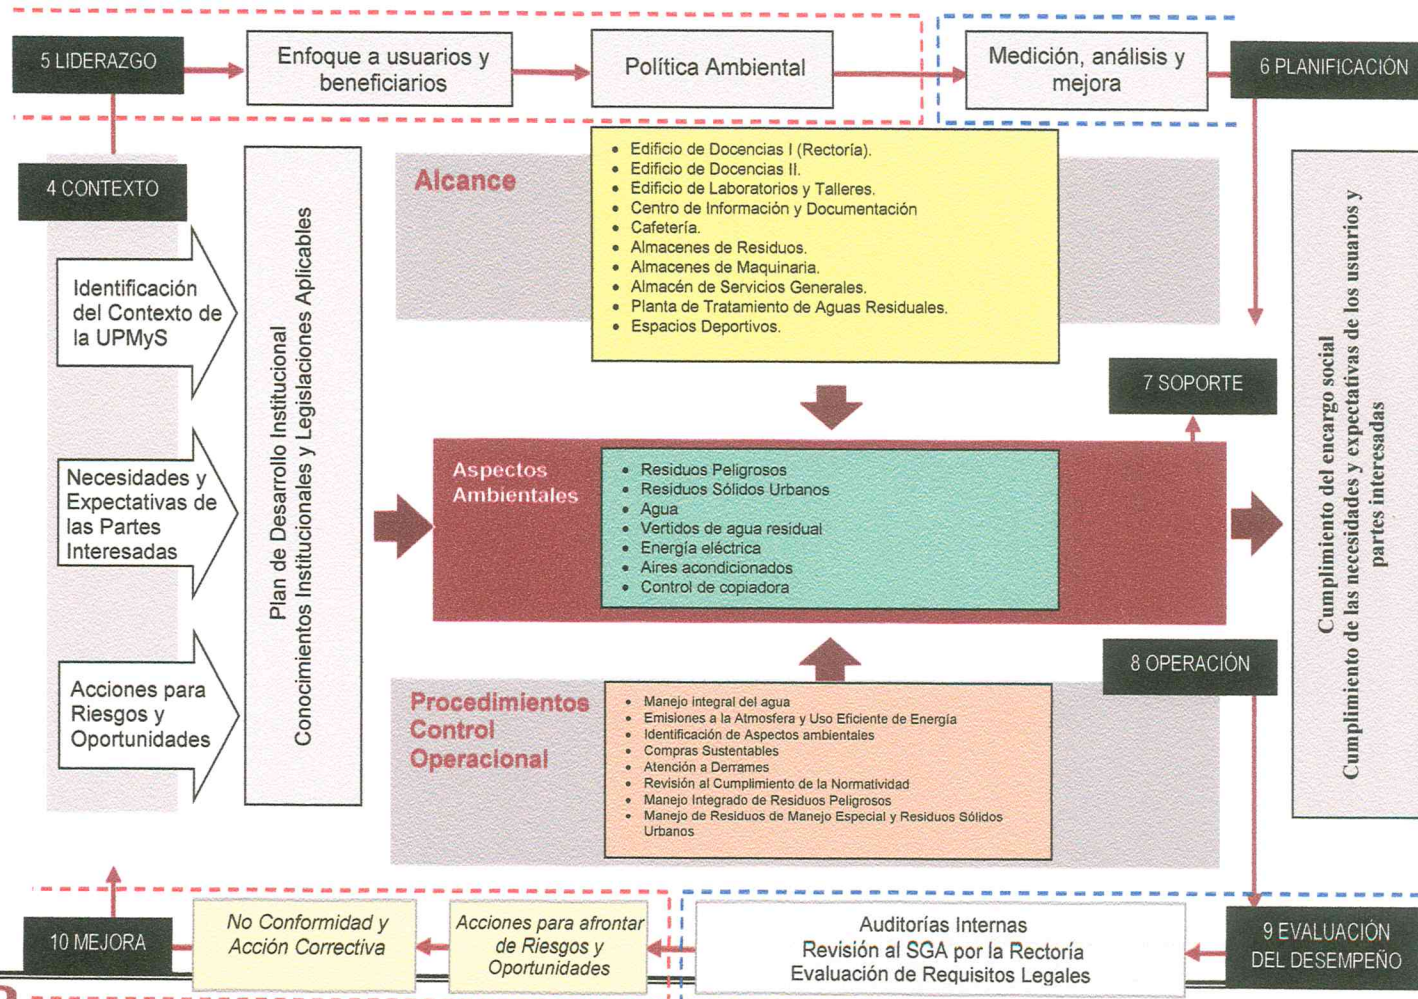 5 LIDERAZGO
Enfoque a usuarios y
beneficiarios
Política Ambiental
Medición, análisis y
mejora
6 PLANIFICACIÓN
4 CONTEXTO
Identificación
del Contexto de
la UPMyS
Necesidades y
Expectativas de
las Partes
Interesadas
Acciones para
Riesgos y
Oportunidades
Plan de Desarrollo Institucional
Conocimientos Institucionales y Legislaciones Aplicables
Alcance
• Edificio de Docencias I (Rectoría).
• Edificio de Docencias II.
• Edificio de Laboratorios y Talleres.
• Centro de Información y Documentación
• Cafetería.
• Almacenes de Residuos.
• Almacenes de Maquinaria.
• Almacén de Servicios Generales.
• Planta de Tratamiento de Aguas Residuales.
• Espacios Deportivos.
7 SOPORTE
Aspectos
Ambientales
• Residuos Peligrosos
• Residuos Sólidos Urbanos
• Agua
• Vertidos de agua residual
• Energía eléctrica
• Aires acondicionados
• Control de copiadora
8 OPERACIÓN
Procedimientos
Control
Operacional
• Manejo integral del agua
• Emisiones a la Atmosfera y Uso Eficiente de Energía
• Identificación de Aspectos ambientales
• Compras Sustentables
• Atención a Derrames
• Revisión al Cumplimiento de la Normatividad
• Manejo Integrado de Residuos Peligrosos
• Manejo de Residuos de Manejo Especial y Residuos Sólidos
Urbanos
Cumplimiento del encargo social
Cumplimiento de las necesidades y expectativas de los usuarios y
partes interesadas
10 MEJORA
No Conformidad y
Acción Correctiva
Acciones para afrontar
de Riesgos y
Oportunidades
Auditorías Internas
Revisión al SGA por la Rectoría
Evaluación de Requisitos Legales
9 EVALUACIÓN
DEL DESEMPEÑO